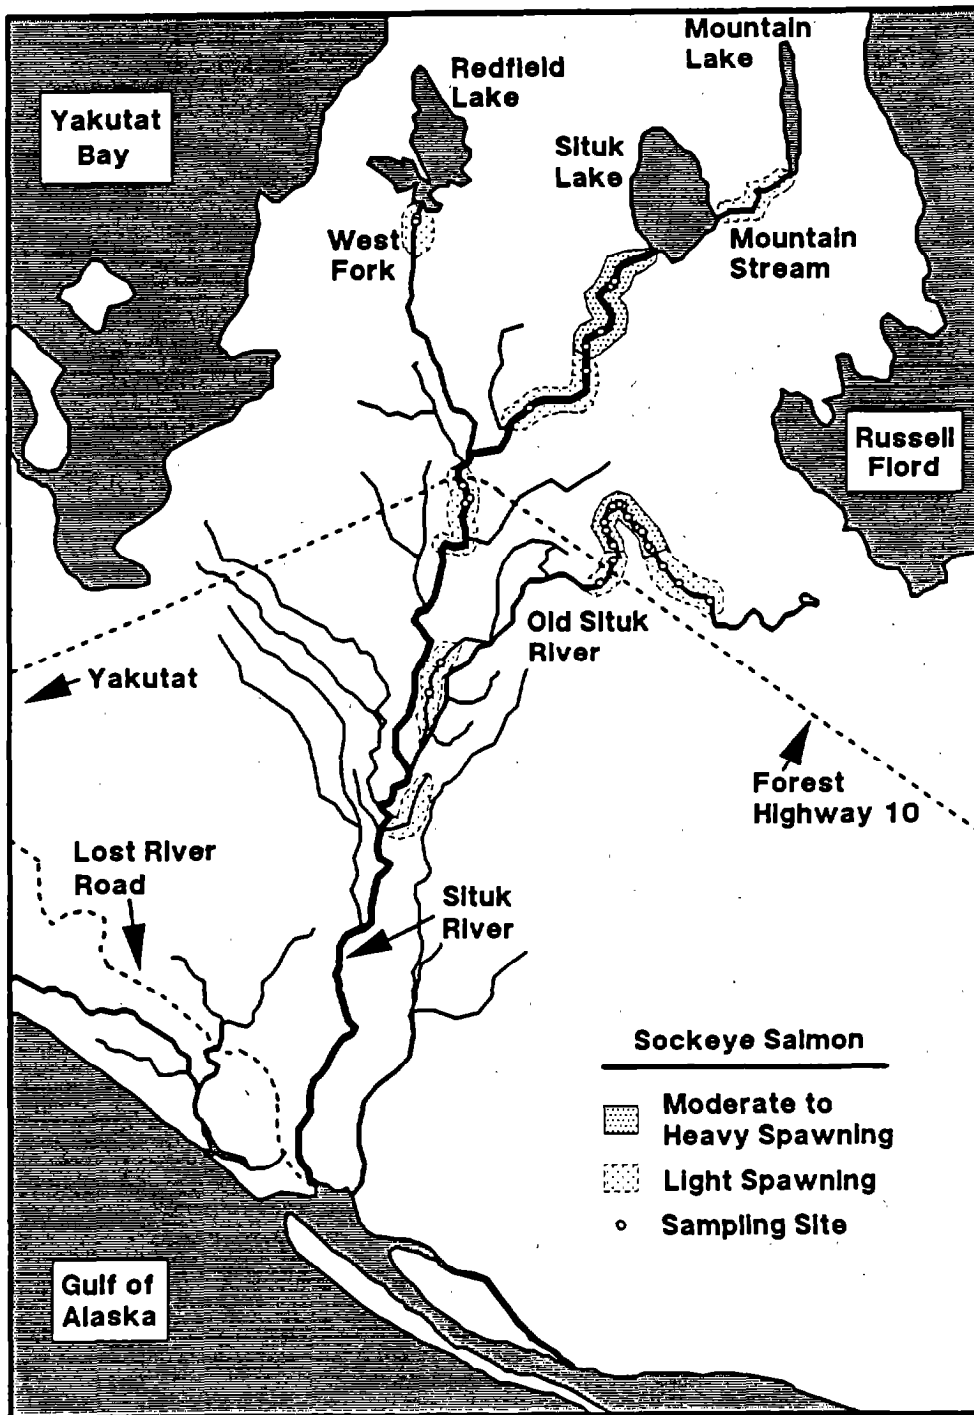 Mountain
Lake
Redfield
Lake
Yakutat
Bay
Situk
Lake
West
Fork
Mountain
Stream
Russell
Fiord
Old Situk
River
Yakutat
Forest
Highway 10
Lost River
Road
Situk
River
Sockeye Salmon
Moderate to
Heavy Spawning
Light Spawning
Sampling Site
Gulf of
Alaska